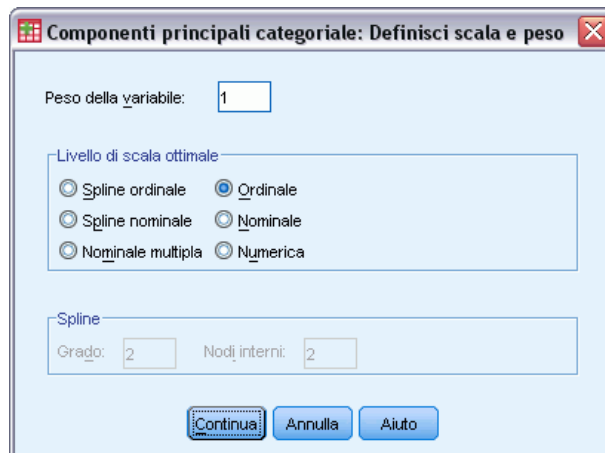 Componenti principali categoriale: Definisci scala e peso
Peso della variabile: 1
Livello di scala ottimale
Spline ordinale Ordinale
Spline nominale Nominale
Nominale multipla Numerica
Spline
Grado: 2 Nodi interni: 2
Continua Annulla Aiuto